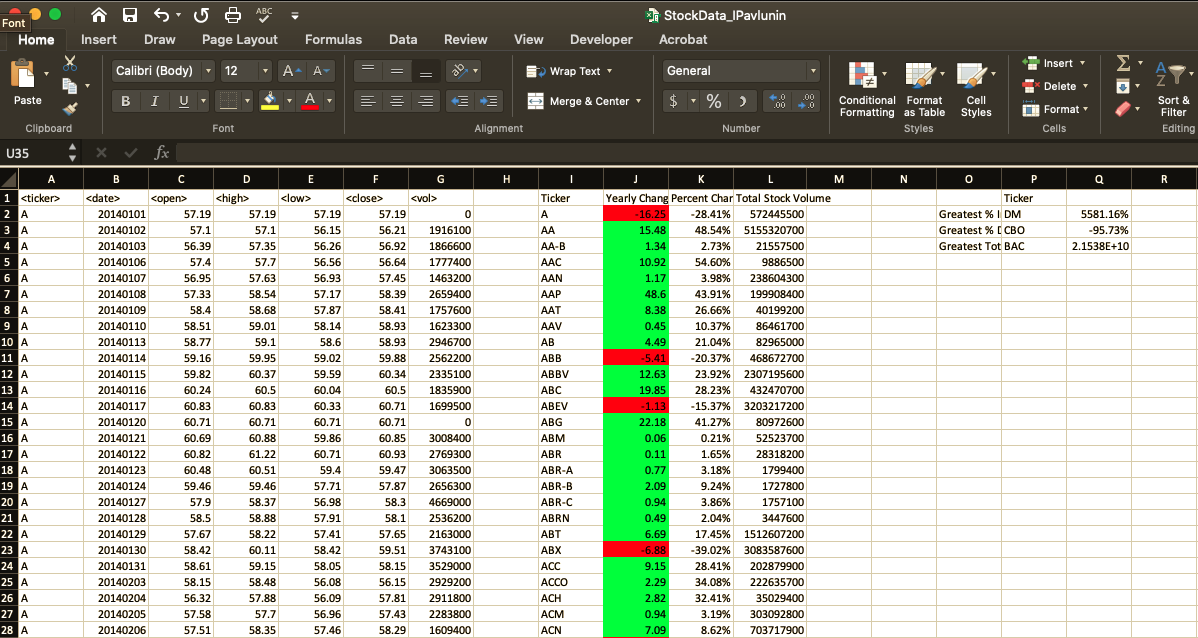 Font
StockData_IPavlunin
Home Insert Draw Page Layout Formulas Data Review View Developer Acrobat
Paste Calibri (Body) 12 A A Wrap Text General Conditional Formatting Format as Table Cell Styles Insert Delete Format Sort & Filter
B I U A Merge & Center $ % )
Clipboard Font Alignment Number Styles Cells Editing
U35 fx
A B C D E F G H I J K L M N O P Q R
1 <ticker> <date> <open> <high> <low> <close> <vol> Ticker Yearly Chang Percent Char Total Stock Volume Ticker
2 A 20140101 57.19 57.19 57.19 57.19 0 A -16.25 -28.41% 572445500 Greatest % I DM 5581.16%
3 A 20140102 57.1 57.1 56.15 56.21 1916100 AA 15.48 48.54% 5155320700 Greatest % D CBO -95.73%
4 A 20140103 56.39 57.35 56.26 56.92 1866600 AA-B 1.34 2.73% 21557500 Greatest Tot BAC 2.1538E+10
5 A 20140106 57.4 57.7 56.56 56.64 1777400 AAC 10.92 54.60% 9886500
6 A 20140107 56.95 57.63 56.93 57.45 1463200 AAN 1.17 3.98% 238604300
7 A 20140108 57.33 58.54 57.17 58.39 2659400 AAP 48.6 43.91% 199908400
8 A 20140109 58.4 58.68 57.87 58.41 1757600 AAT 8.38 26.66% 40199200
9 A 20140110 58.51 59.01 58.14 58.93 1623300 AAV 0.45 10.37% 86461700
10 A 20140113 58.77 59.1 58.6 58.93 2946700 AB 4.49 21.04% 82965000
11 A 20140114 59.16 59.95 59.02 59.88 2562200 ABB -5.41 -20.37% 468672700
12 A 20140115 59.82 60.37 59.59 60.34 2335100 ABBV 12.63 23.92% 2307195600
13 A 20140116 60.24 60.5 60.04 60.5 1835900 ABC 19.85 28.23% 432470700
14 A 20140117 60.83 60.83 60.33 60.71 1699500 ABEV -1.13 -15.37% 3203217200
15 A 20140120 60.71 60.71 60.71 60.71 0 ABG 22.18 41.27% 80972600
16 A 20140121 60.69 60.88 59.86 60.85 3008400 ABM 0.06 0.21% 52523700
17 A 20140122 60.82 61.22 60.71 60.93 2769300 ABR 0.11 1.65% 28318200
18 A 20140123 60.48 60.51 59.4 59.47 3063500 ABR-A 0.77 3.18% 1799400
19 A 20140124 59.46 59.46 57.71 57.87 2656300 ABR-B 2.09 9.24% 1727800
20 A 20140127 57.9 58.37 56.98 58.3 4669000 ABR-C 0.94 3.86% 1757100
21 A 20140128 58.5 58.88 57.91 58.1 2536200 ABRN 0.49 2.04% 3447600
22 A 20140129 57.67 58.22 57.41 57.65 2163000 ABT 6.69 17.45% 1512607200
23 A 20140130 58.42 60.11 58.42 59.51 3743100 ABX -6.88 -39.02% 3083587600
24 A 20140131 58.61 59.15 58.05 58.15 3529000 ACC 9.15 28.41% 202879900
25 A 20140203 58.15 58.48 56.08 56.15 2929200 ACCO 2.29 34.08% 222635700
26 A 20140204 56.32 57.88 56.09 57.81 2911800 ACH 2.82 32.41% 35029400
27 A 20140205 57.58 57.7 56.96 57.43 2283800 ACM 0.94 3.19% 303092800
28 A 20140206 57.51 58.35 57.46 58.29 1609400 ACN 7.09 8.62% 703717900